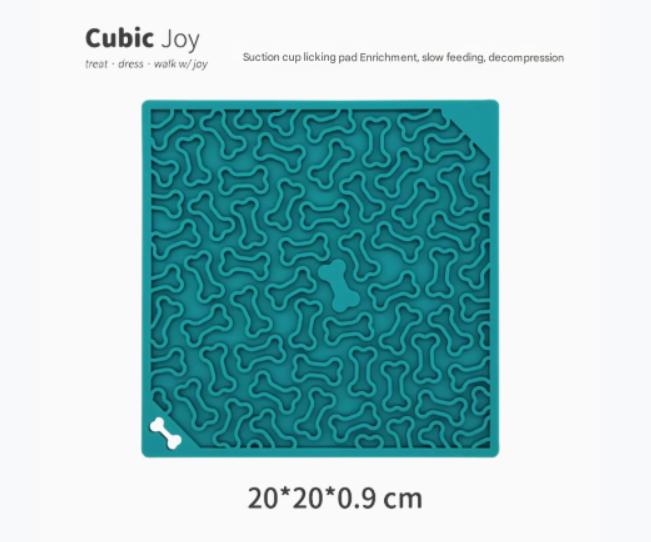 Cubic Joy
treat · dress · walk w/ joy
Suction cup licking pad Enrichment, slow feeding, decompression
20*20*0.9 cm